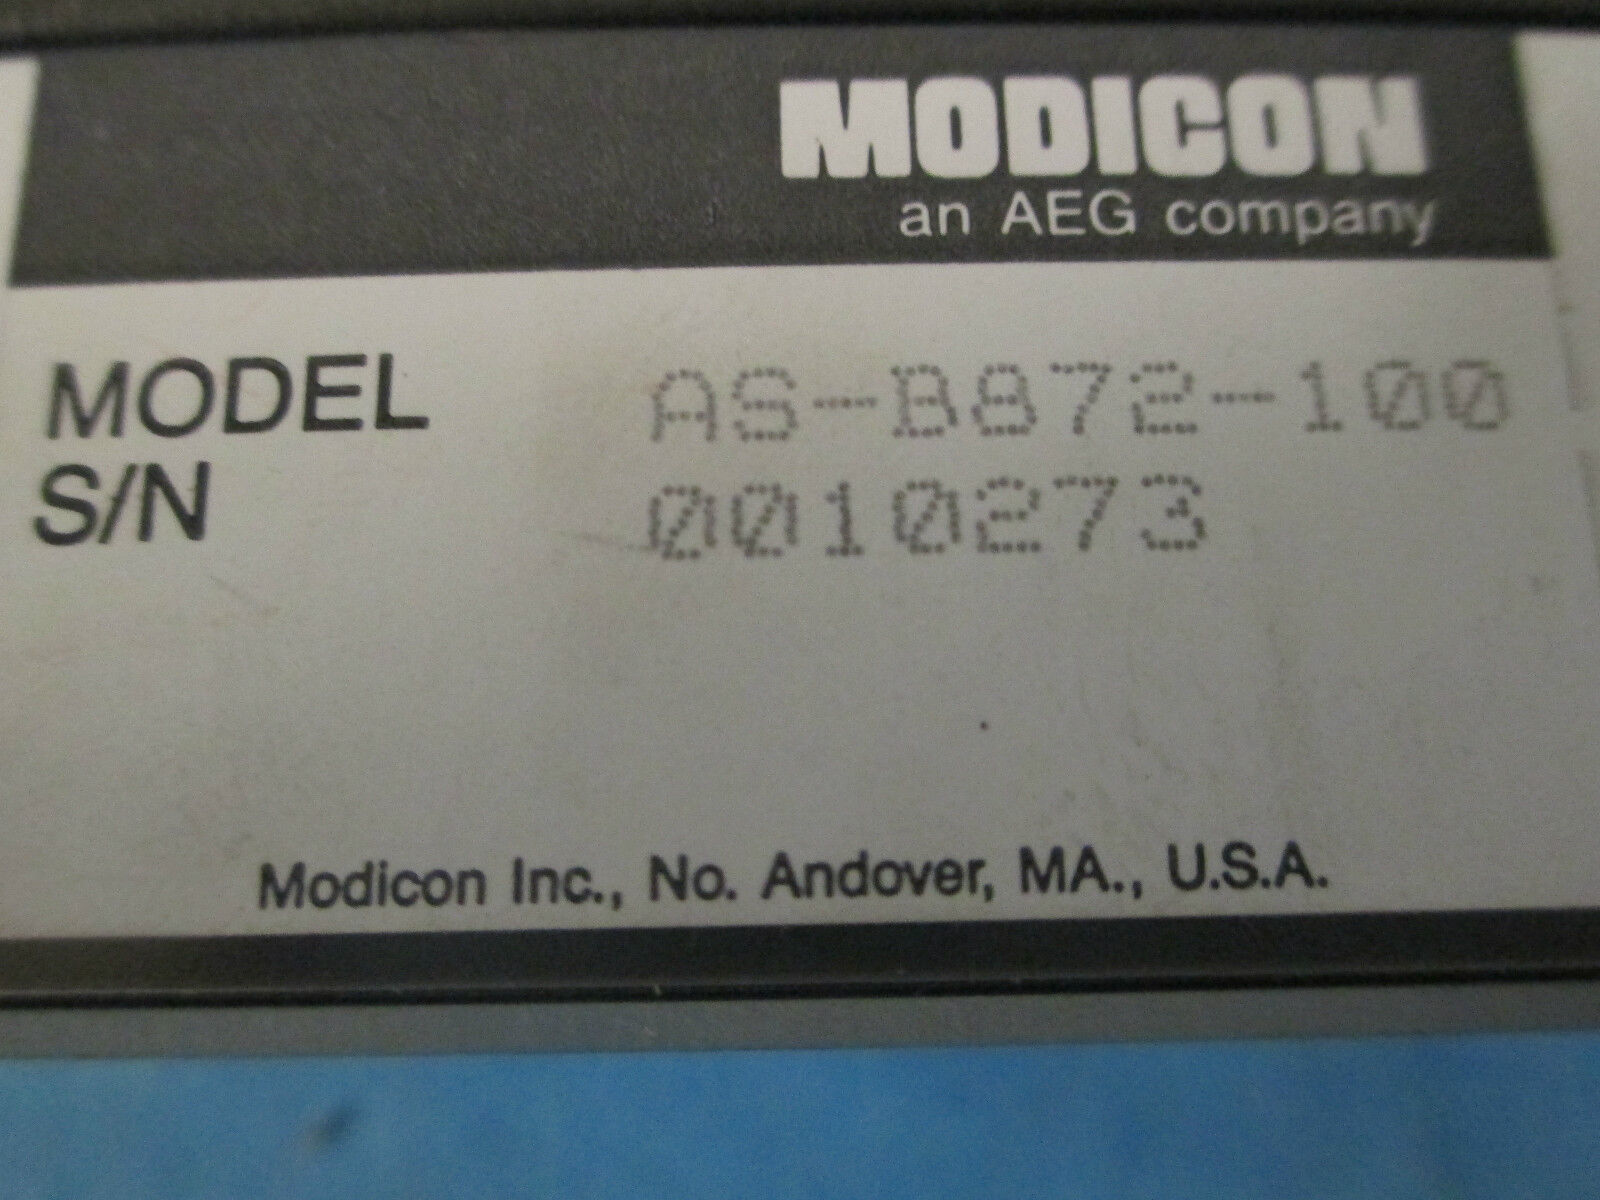 MODICON
an AEG company
MODEL AS-B872-100
S/N 0010273
Modicon Inc., No. Andover, MA., U.S.A.